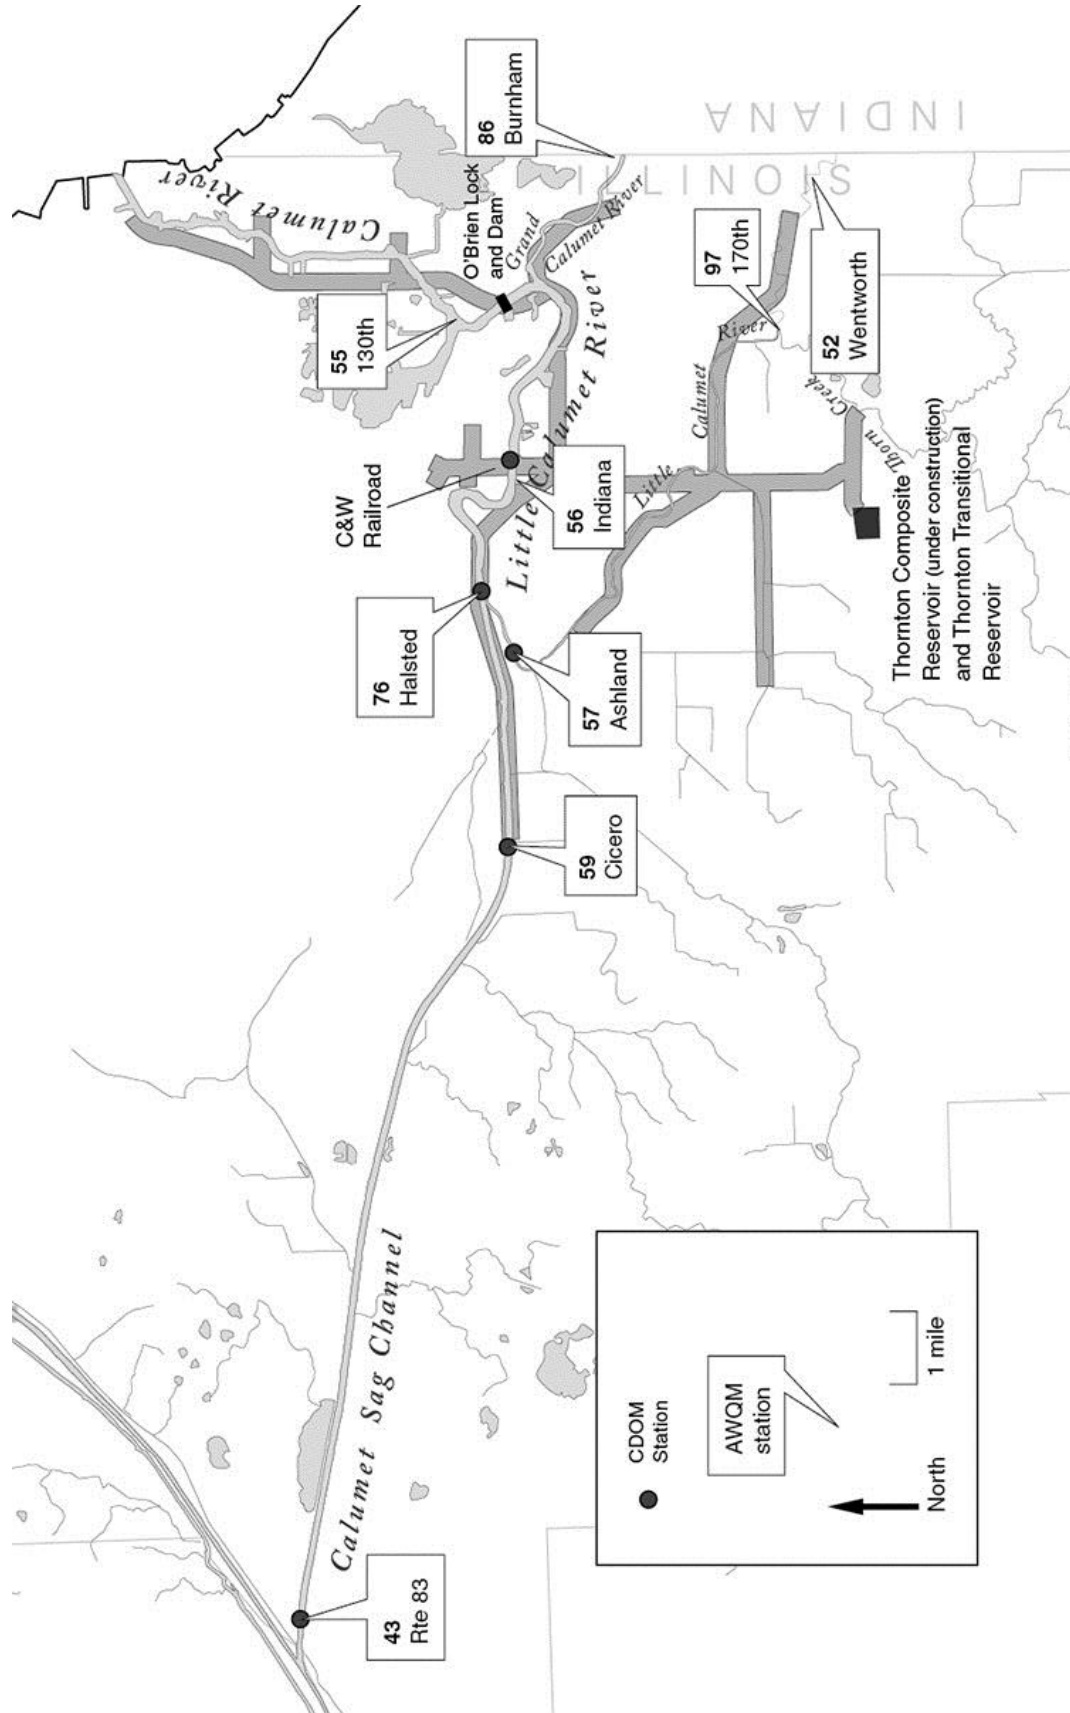 Calumet River
INDIANA
ILLINOIS
86
Burnham
O'Brien Lock
and Dam
Grand
Calumet River
55
130th
97
170th
River
52
Wentworth
Little Calumet River
Calumet
Little
Thorn
Creek
C&W
Railroad
56
Indiana
76
Halsted
57
Ashland
Thornton Composite
Reservoir (under construction)
and Thornton Transitional
Reservoir
59
Cicero
Calumet Sag Channel
43
Rte 83
CDOM
Station
AWQM
station
North
1 mile